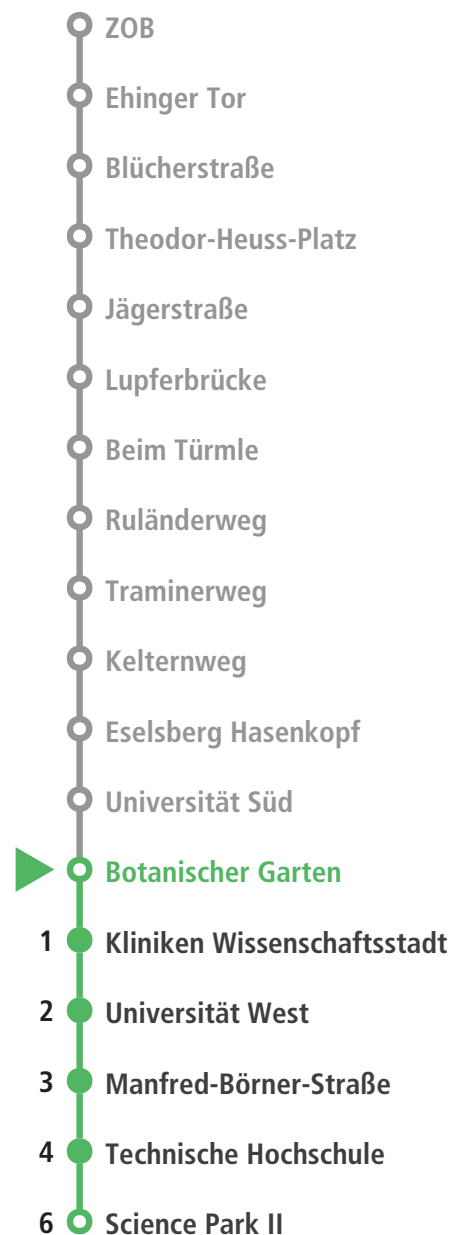 ZOB
Ehinger Tor
Blücherstraße
Theodor-Heuss-Platz
Jägerstraße
Lupferbrücke
Beim Türmle
Ruländerweg
Traminerweg
Kelternweg
Eselsberg Hasenkopf
Universität Süd
Botanischer Garten
1 Kliniken Wissenschaftsstadt
2 Universität West
3 Manfred-Börner-Straße
4 Technische Hochschule
6 Science Park II